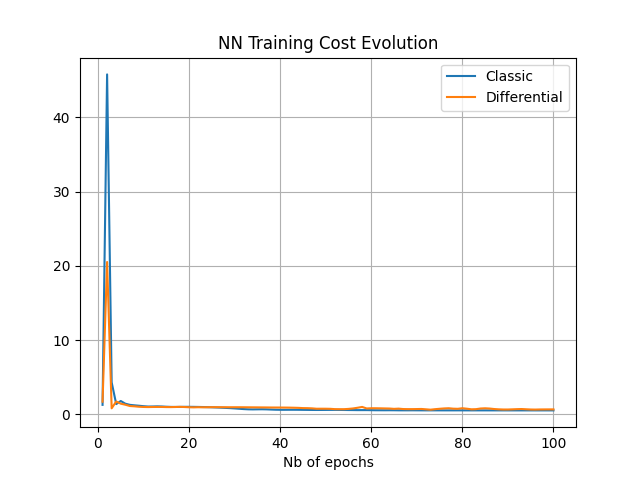 NN Training Cost Evolution
Classic
Differential
40
30
20
10
0
0 20 40 60 80 100
Nb of epochs